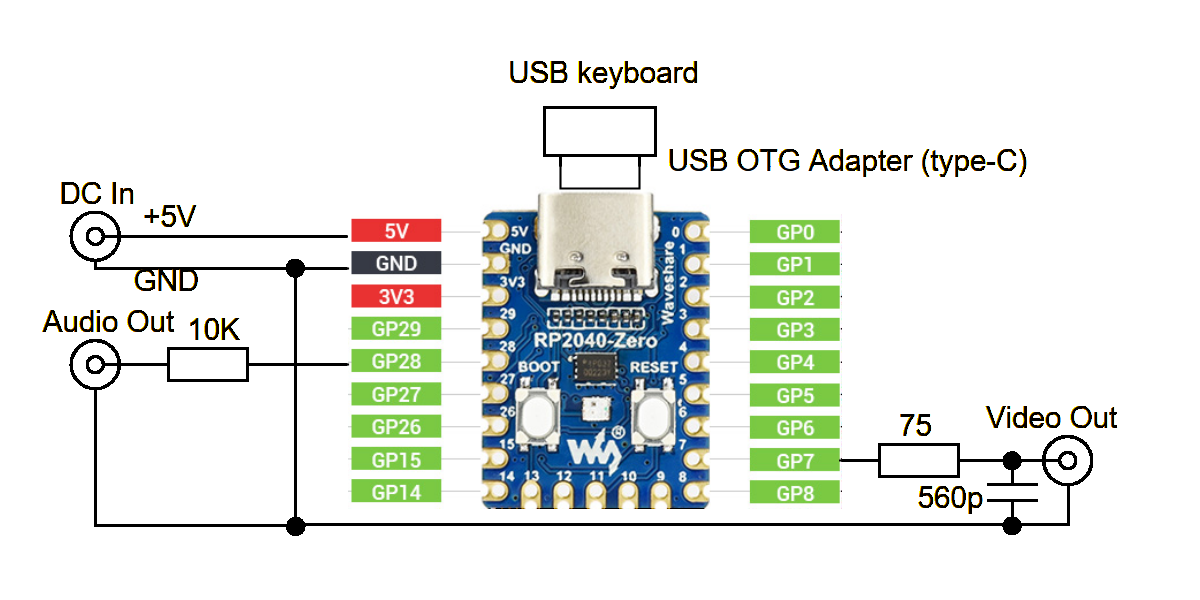 USB keyboard
USB OTG Adapter (type-C)
DC In
+5V
GND
Audio Out
10K
5V
GND
3V3
GP29
GP28
GP27
GP26
GP15
GP14
5V
GND
3V3
29
28
27
26
15
14
13
12
11
10
9
8
7
6
5
4
3
2
1
0
Waveshare
RP2040-Zero
BOOT
RESET
®
GP0
GP1
GP2
GP3
GP4
GP5
GP6
GP7
GP8
75
560p
Video Out